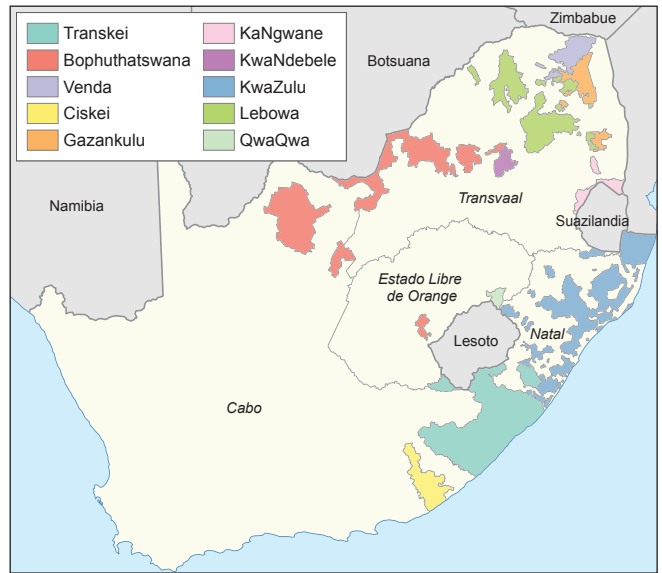 Transkei
Bophuthatswana
Venda
Ciskei
Gazankulu
KaNgwane
KwaNdebele
KwaZulu
Lebowa
QwaQwa
Zimbabue
Botsuana
Namibia
Transvaal
Suazilandia
Estado Libre
de Orange
Lesoto
Natal
Cabo